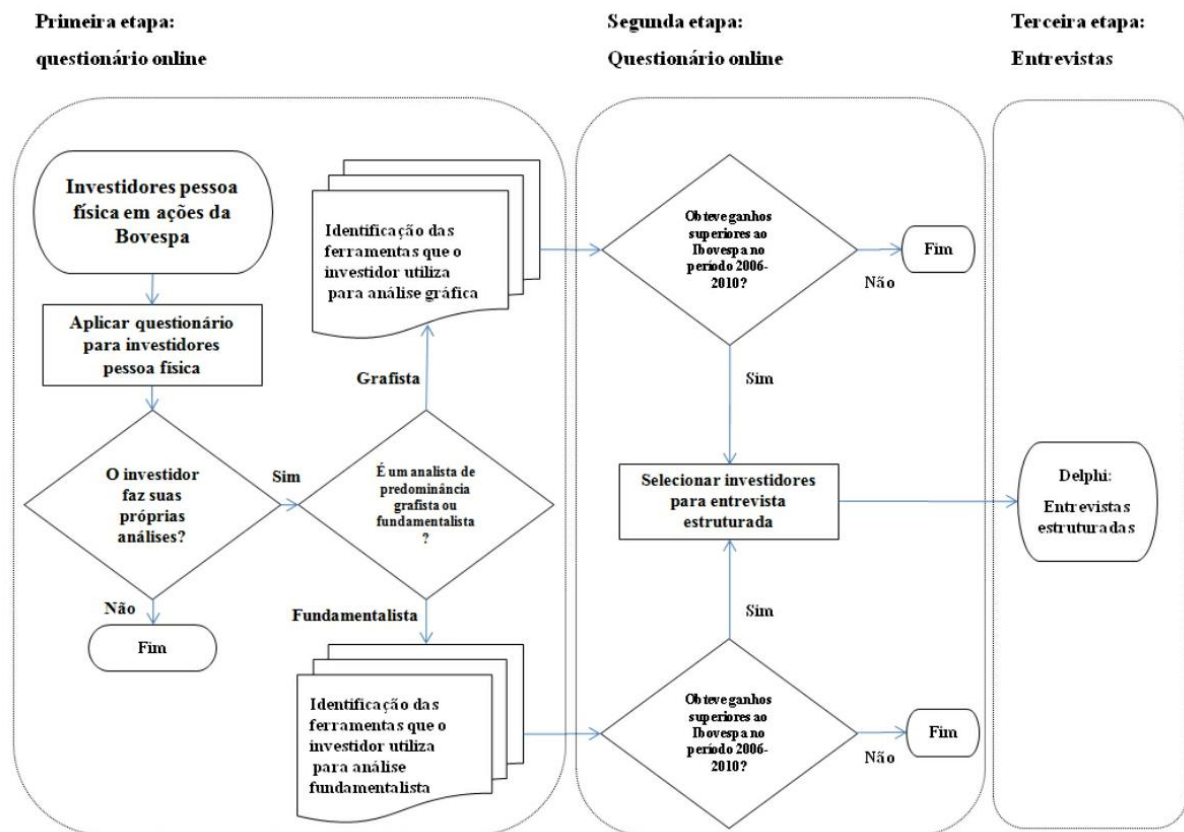 Primeira etapa:
questionário online
Segunda etapa:
Questionário online
Terceira etapa:
Entrevistas
Investidores pessoa
física em ações da
Bovespa
Aplicar questionário
para investidores
pessoa física
O investidor
faz suas
próprias
análises?
Sim
Não
Fim
É um analista de
predominância
grafista ou
fundamentalista
?
Grafista
Identificação das
ferramentas que o
investidor utiliza
para análise gráfica
Fundamentalista
Identificação das
ferramentas que o
investidor utiliza
para análise
fundamentalista
Obteve ganhos
superiores ao
Ibovespa no
período 2006-
2010?
Não
Fim
Sim
Selecionar investidores
para entrevista
estruturada
Sim
Obteve ganhos
superiores ao
Ibovespa no
período 2006-
2010?
Não
Fim
Delphi:
Entrevistas
estruturadas